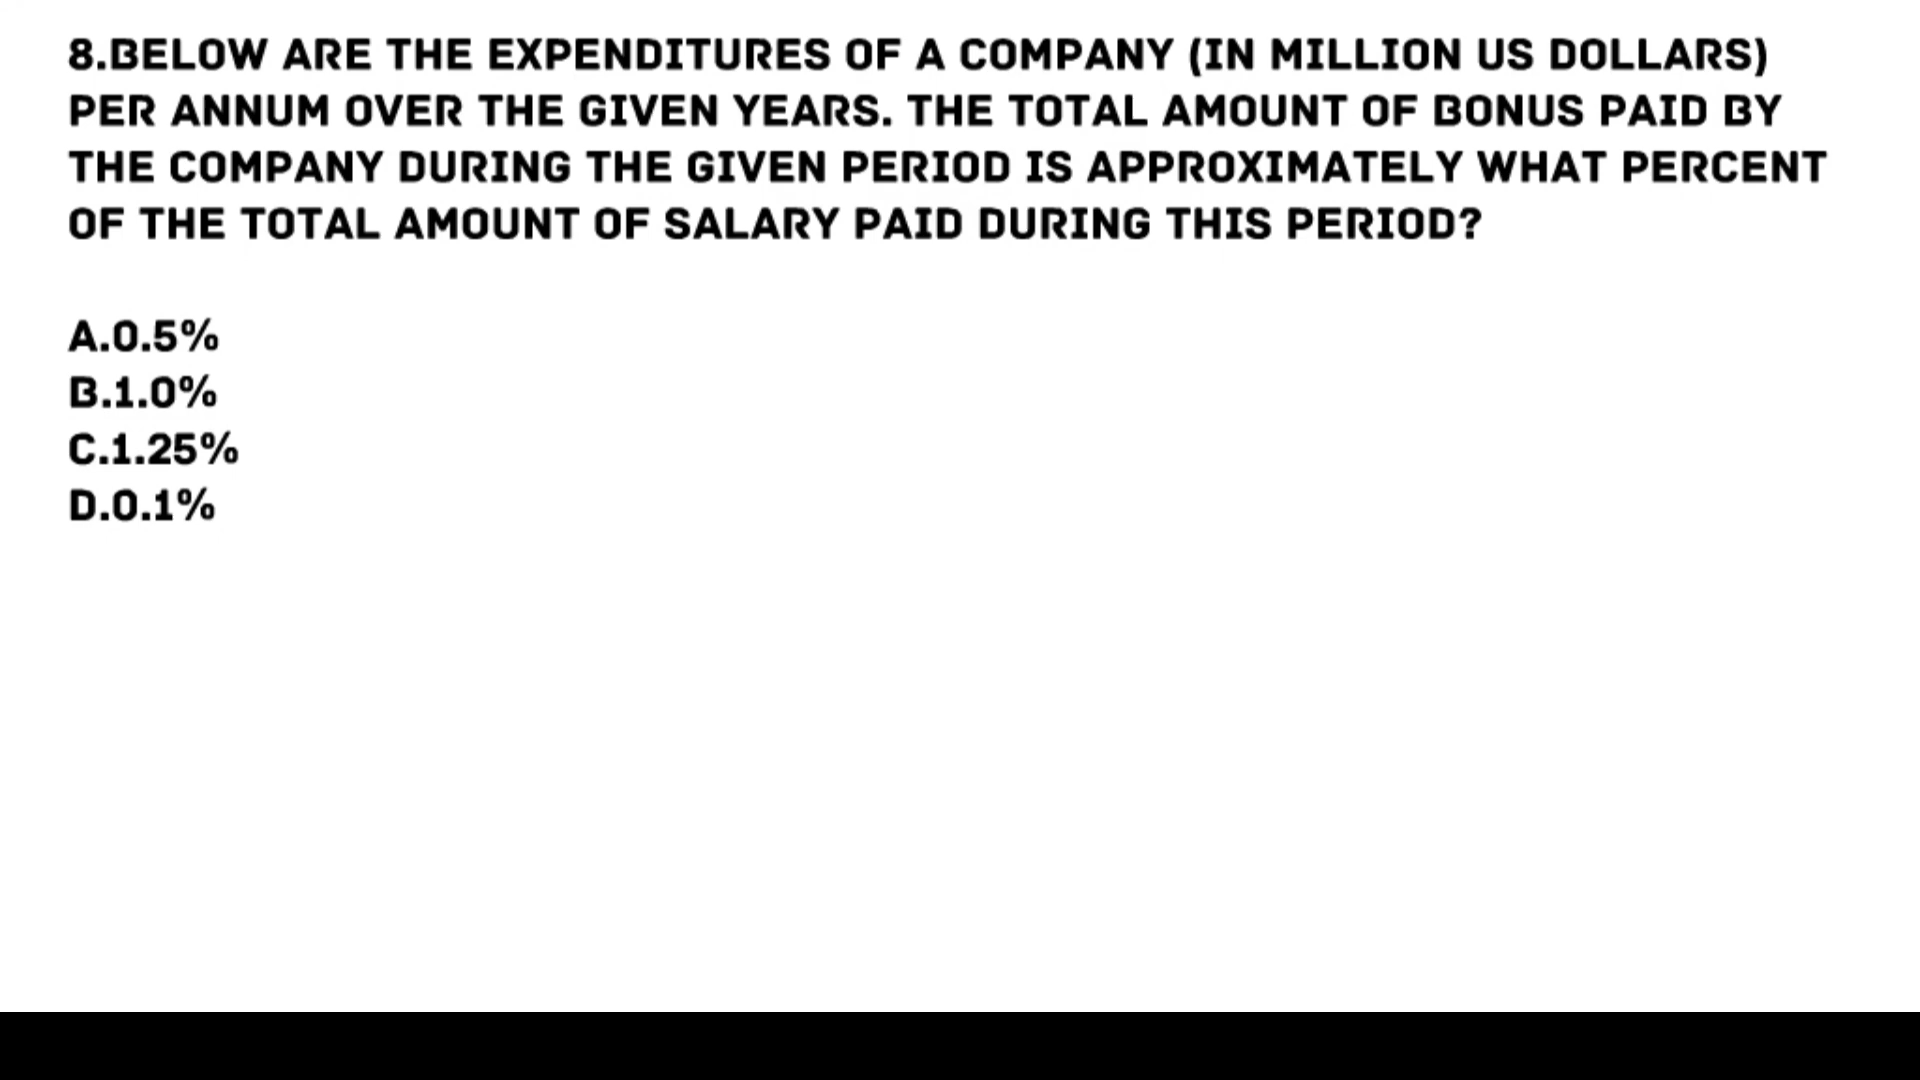 8.BELOW ARE THE EXPENDITURES OF A COMPANY (IN MILLION US DOLLARS)
PER ANNUM OVER THE GIVEN YEARS. THE TOTAL AMOUNT OF BONUS PAID BY
THE COMPANY DURING THE GIVEN PERIOD IS APPROXIMATELY WHAT PERCENT
OF THE TOTAL AMOUNT OF SALARY PAID DURING THIS PERIOD?
A.0.5%
B.1.0%
C.1.25%
D.0.1%